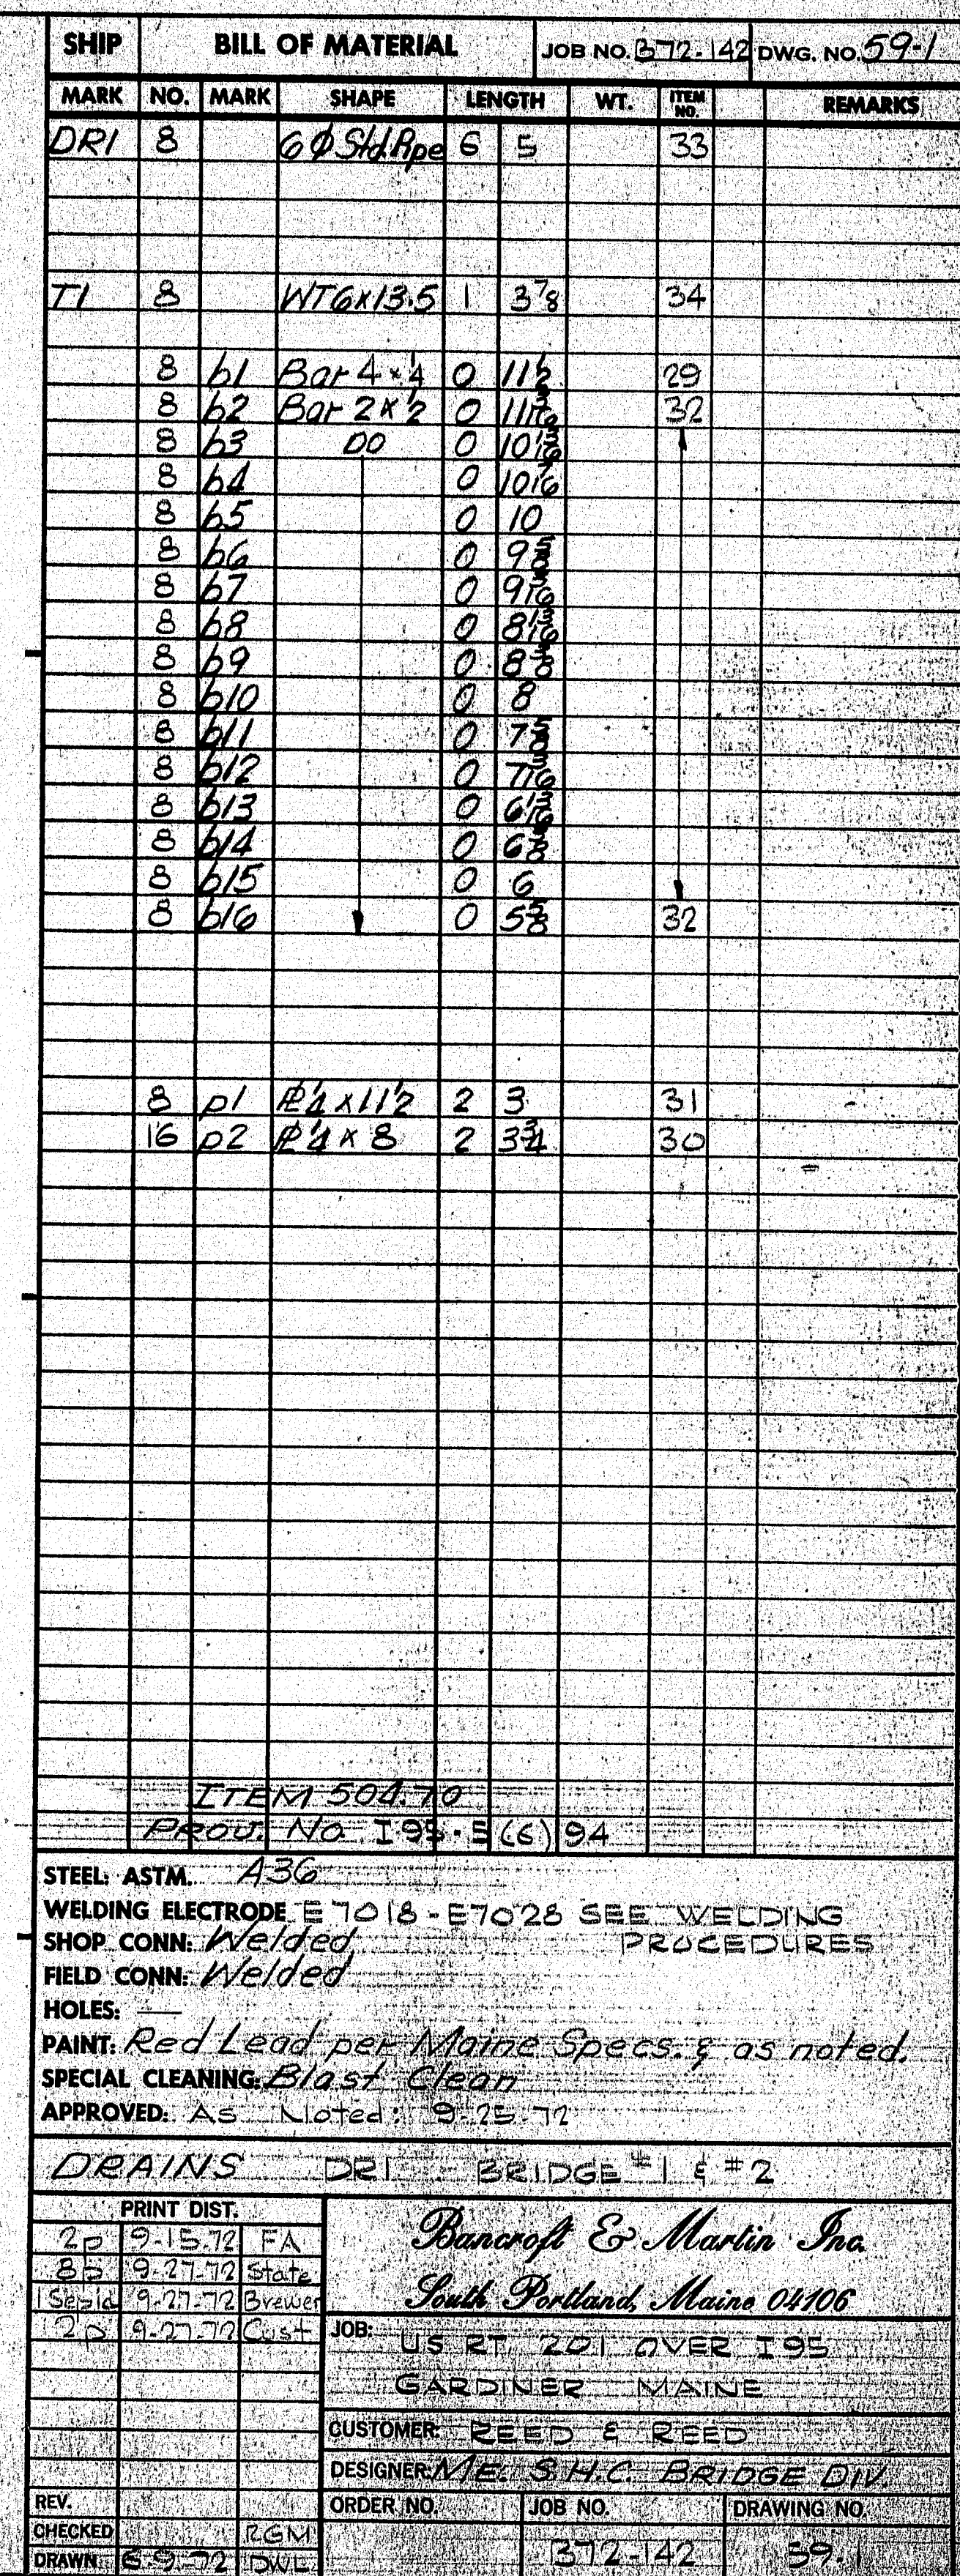 SHIP BILL OF MATERIAL JOB NO. B72-142 DWG. NO. 59-1
MARK NO. MARK SHAPE LENGTH WT. ITEM NO. REMARKS
DR1 8 6 Ø Std. Pipe 6 5 33
T1 8 WT6x13.5 1 3 7/8 34
8 b1 Bar 4 x 1/4 0 11 1/2 29
8 b2 Bar 2 x 1/2 0 11 3/16 32
8 b3 DO 0 10 13/16
8 b4 0 10 7/16
8 b5 0 10
8 b6 0 9 5/8
8 b7 0 9 3/16
8 b8 0 8 13/16
8 b9 0 8 3/8
8 b10 0 8
8 b11 0 7 5/8
8 b12 0 7 3/16
8 b13 0 6 13/16
8 b14 0 6 3/8
8 b15 0 6
8 b16 0 5 5/8 32
8 p1 ℄ 1/4 x 11 1/2 2 3 31
16 p2 ℄ 1/4 x 8 2 3 3/4 30
ITEM 504.70
PROJ. No. I 95-5 (6) 94
STEEL: ASTM. A36
WELDING ELECTRODE E7018 - E7028 SEE WELDING
PROCEDURES
SHOP CONN: Welded
FIELD CONN: Welded
HOLES: —
PAINT: Red Lead per Maine Specs. & as noted.
SPECIAL CLEANING: Blast Clean
APPROVED: As Noted: 9-25-72
DRAINS DR1 BRIDGE #1 & #2
PRINT DIST.
2p 9-15-72 FA
8p 9-27-72 State
1 Sepia 9-27-72 Brewer
2p 9-27-72 Cust
Bancroft & Martin Inc.
South Portland, Maine 04106
JOB: US RT 201 OVER I95
GARDINER MAINE
CUSTOMER: REED & REED
DESIGNER: ME. S.H.C. BRIDGE DIV.
REV. ORDER NO. JOB NO. DRAWING NO.
CHECKED RGM
DRAWN 6-9-72 DWL B72-142 59-1